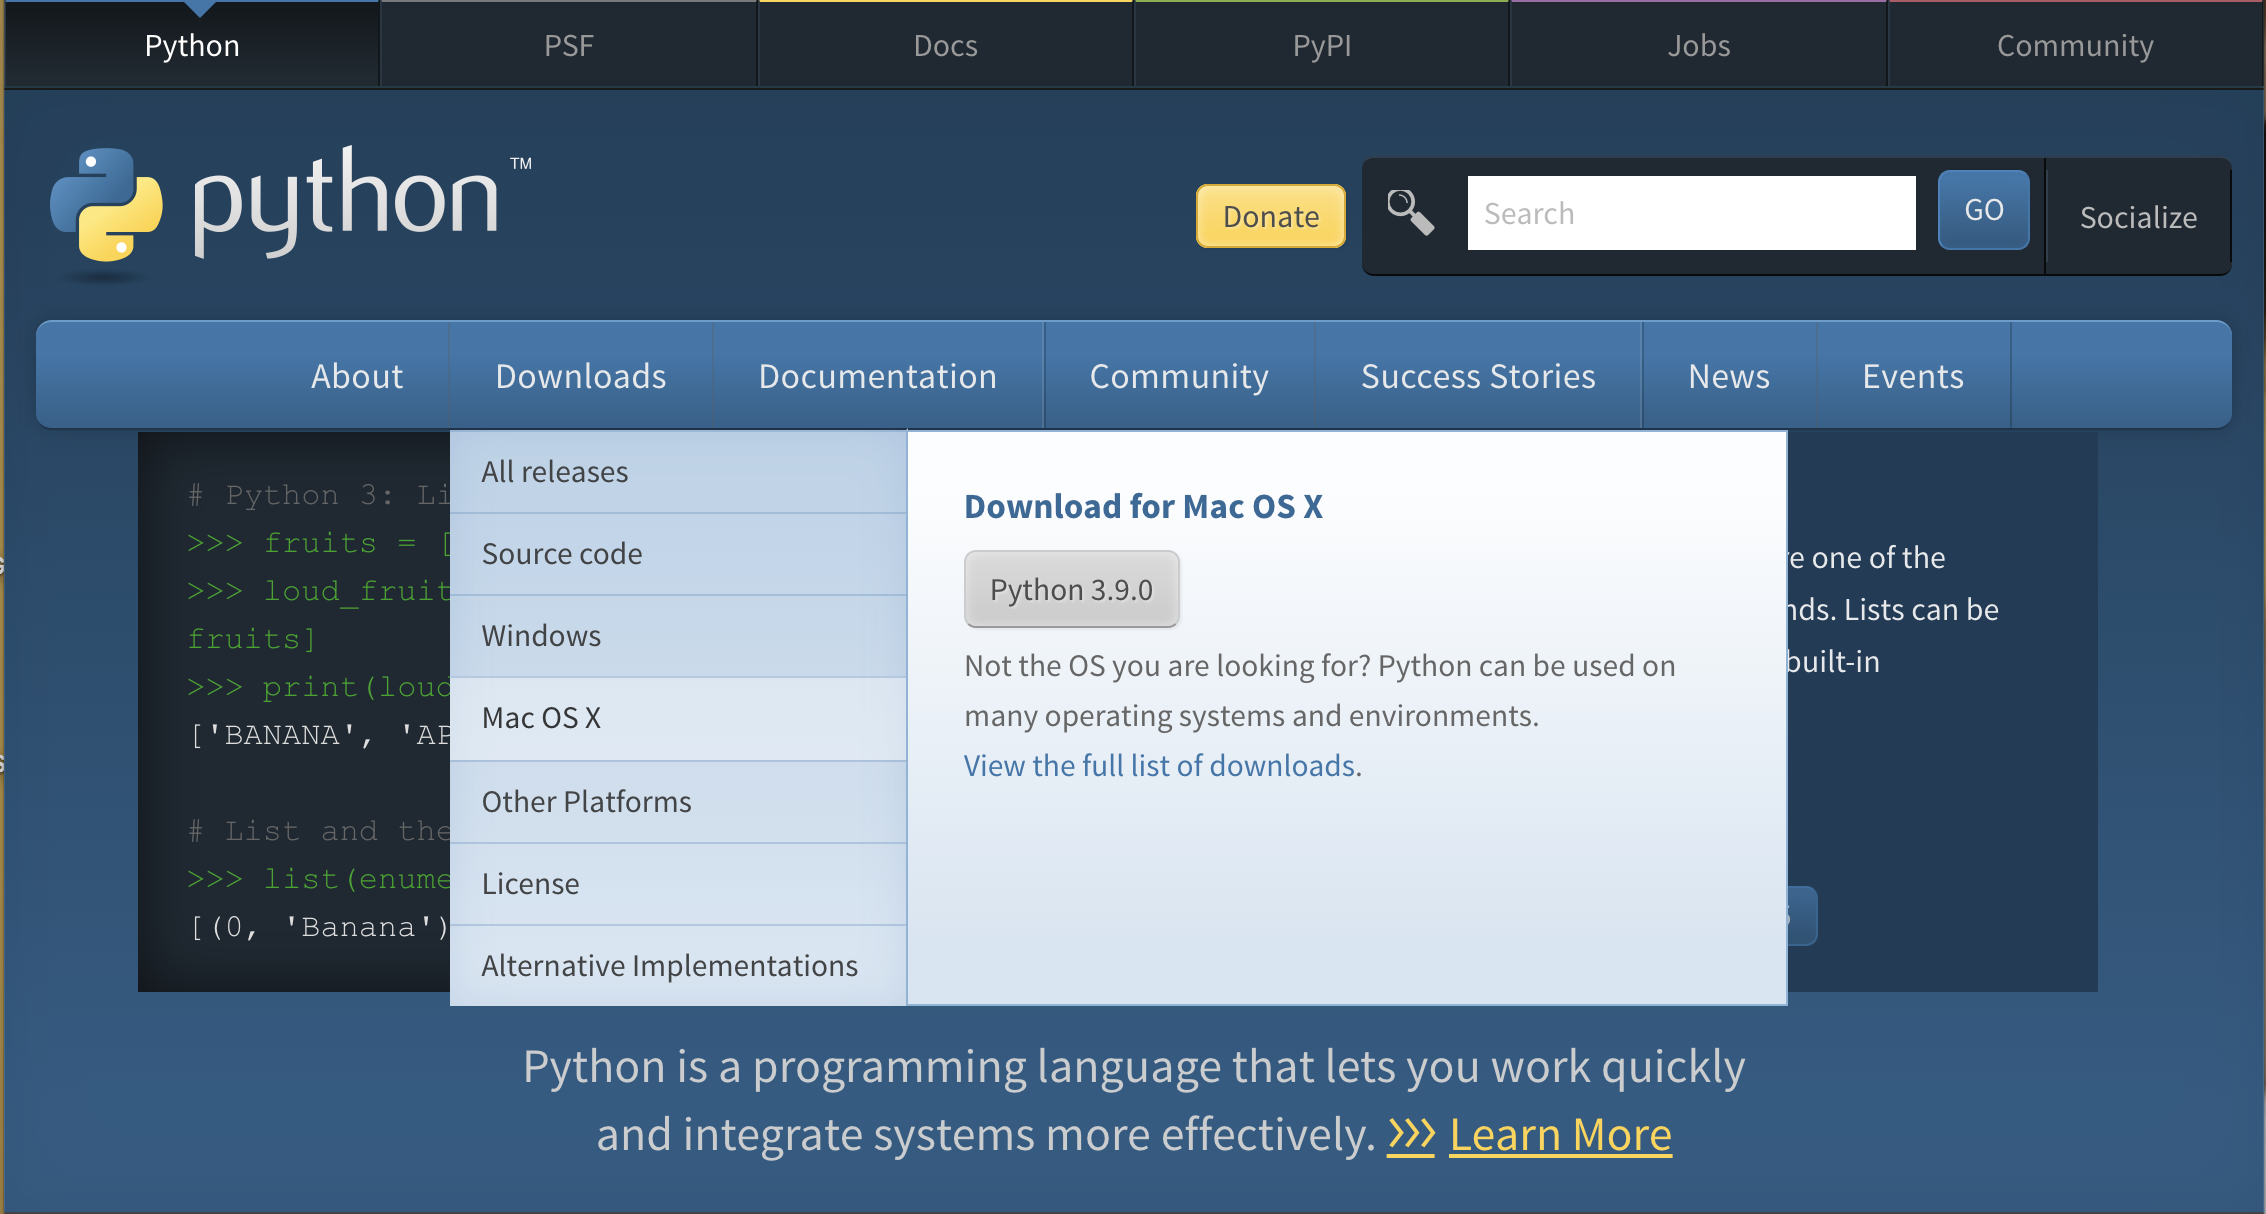 Python
PSF
Docs
PyPI
Jobs
Community
python™
Donate
Search
GO
Socialize
About
Downloads
Documentation
Community
Success Stories
News
Events
# Python 3: Li
>>> fruits = [
>>> loud_fruit
fruits]
>>> print(loud
['BANANA', 'AP
# List and the
>>> list(enume
[(0, 'Banana')
All releases
Source code
Windows
Mac OS X
Other Platforms
License
Alternative Implementations
Download for Mac OS X
Python 3.9.0
Not the OS you are looking for? Python can be used on
many operating systems and environments.
View the full list of downloads.
one of the
Lists can be
built-in
Python is a programming language that lets you work quickly
and integrate systems more effectively. >>> Learn More